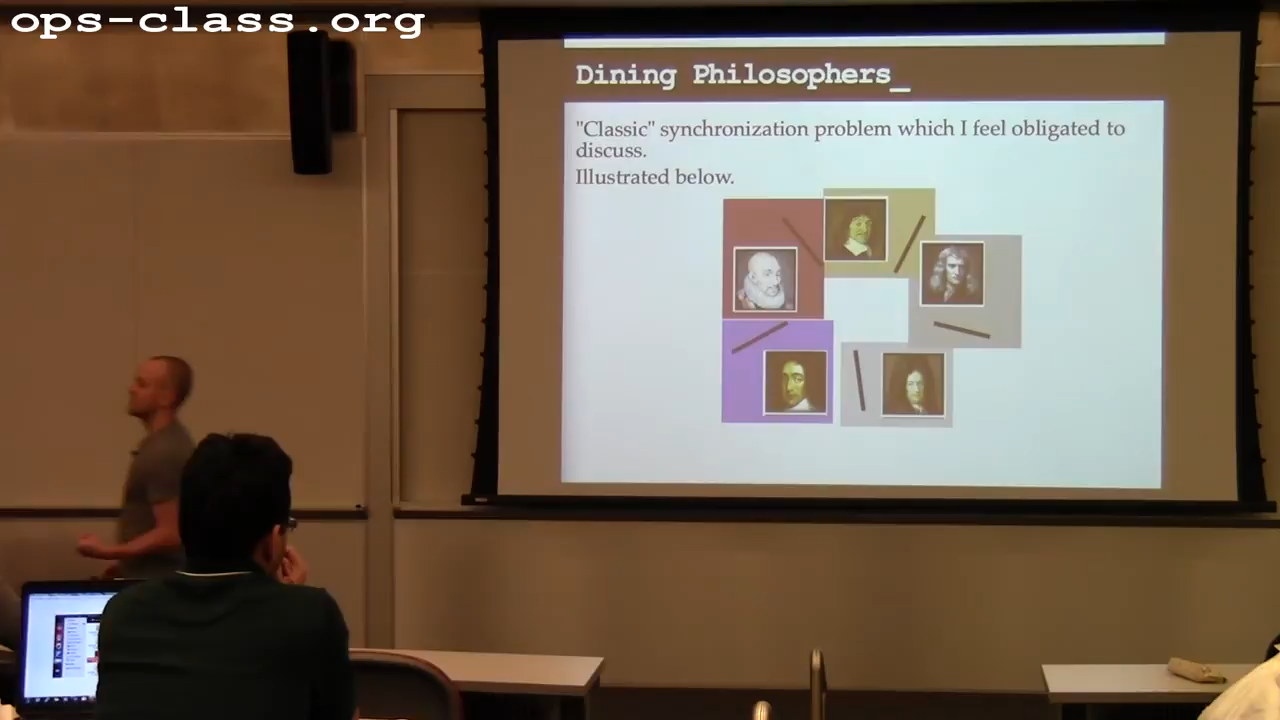 ops-class.org
Dining Philosophers_
"Classic" synchronization problem which I feel obligated to
discuss.
Illustrated below.